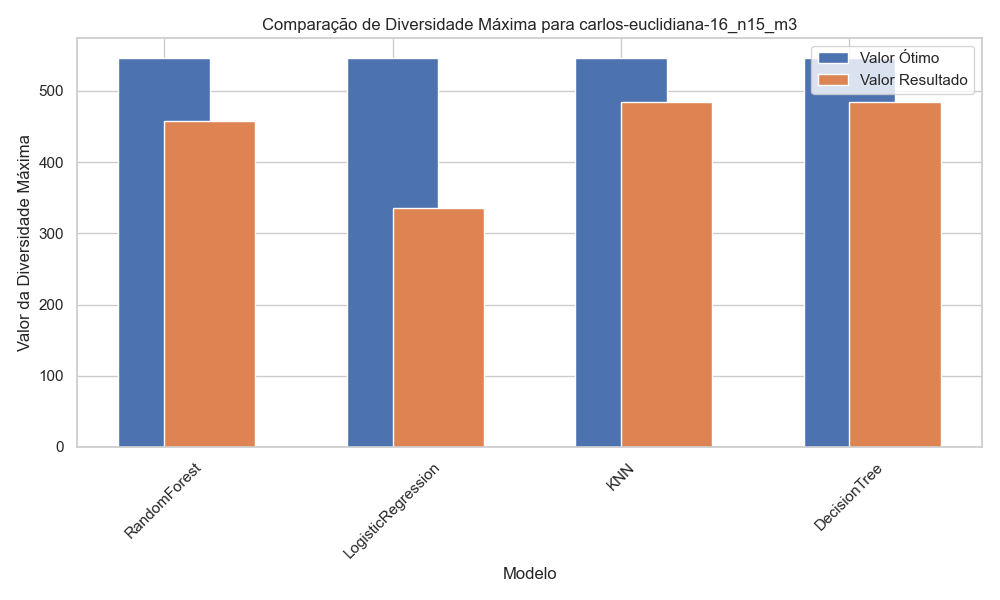 Comparação de Diversidade Máxima para carlos-euclidiana-16_n15_m3
Valor Ótimo
Valor Resultado
Valor da Diversidade Máxima
500
400
300
200
100
0
RandomForest
LogisticRegression
KNN
DecisionTree
Modelo